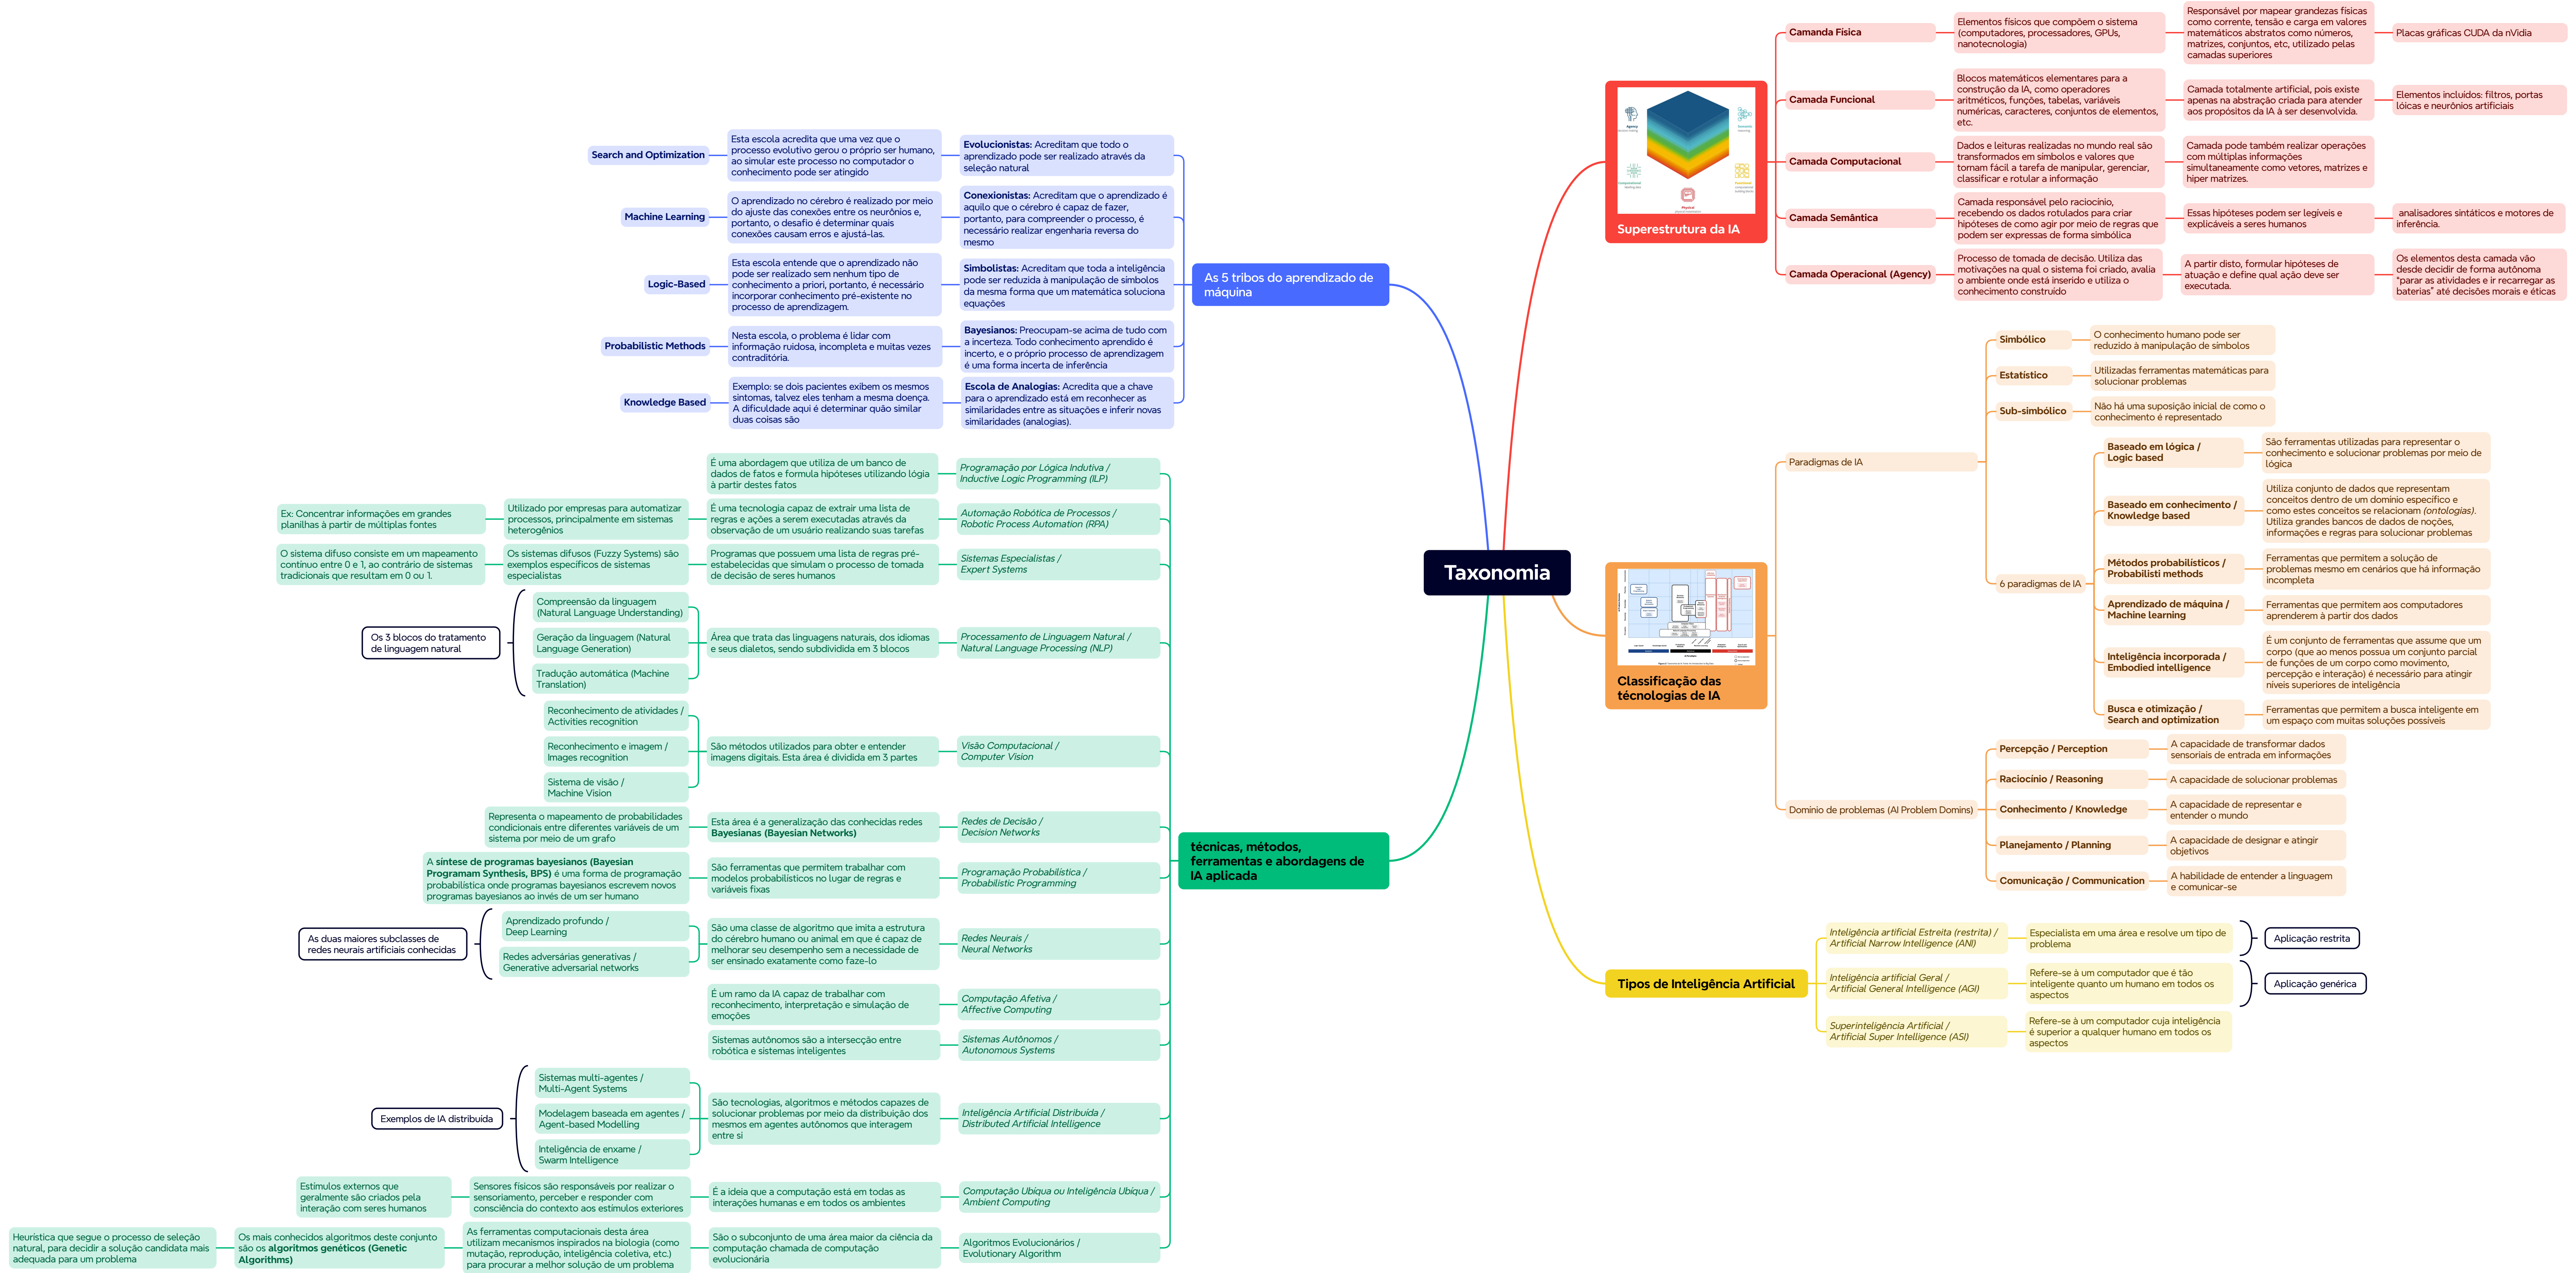 Taxonomia
Superestrutura da IA
Agency
Semantic
Computational
Functional
Physical
Camanda Física
Elementos físicos que compõem o sistema
(computadores, processadores, GPUs,
nanotecnologia)
Responsável por mapear grandezas físicas
como corrente, tensão e carga em valores
matemáticos abstratos como números,
matrizes, conjuntos, etc, utilizado pelas
camadas superiores
Placas gráficas CUDA da nVidia
Camada Funcional
Blocos matemáticos elementares para a
construção da IA, como operadores
aritméticos, funções, tabelas, variáveis
numéricas, caracteres, conjuntos de elementos,
etc.
Camada totalmente artificial, pois existe
apenas na abstração criada para atender
aos propósitos da IA à ser desenvolvida.
Elementos incluídos: filtros, portas
lóicas e neurônios artificiais
Camada Computacional
Dados e leituras realizadas no mundo real são
transformados em símbolos e valores que
tornam fácil a tarefa de manipular, gerenciar,
classificar e rotular a informação
Camada pode também realizar operações
com múltiplas informações
simultaneamente como vetores, matrizes e
hiper matrizes.
Camada Semântica
Camada responsável pelo raciocínio,
recebendo os dados rotulados para criar
hipóteses de como agir por meio de regras que
podem ser expressas de forma simbólica
Essas hipóteses podem ser legíveis e
explicáveis a seres humanos
analisadores sintáticos e motores de
inferência.
Camada Operacional (Agency)
Processo de tomada de decisão. Utiliza das
motivações na qual o sistema foi criado, avalia
o ambiente onde está inserido e utiliza o
conhecimento construído
A partir disto, formular hipóteses de
atuação e define qual ação deve ser
executada.
Os elementos desta camada vão
desde decidir de forma autônoma
“parar as atividades e ir recarregar as
baterias” até decisões morais e éticas
Classificação das
técnologias de IA
Paradigmas de IA
Simbólico
O conhecimento humano pode ser
reduzido à manipulação de símbolos
Estatístico
Utilizadas ferramentas matemáticas para
solucionar problemas
Sub-simbólico
Não há uma suposição inicial de como o
conhecimento é representado
6 paradigmas de IA
Baseado em lógica /
Logic based
São ferramentas utilizadas para representar o
conhecimento e solucionar problemas por meio de
lógica
Baseado em conhecimento /
Knowledge based
Utiliza conjunto de dados que representam
conceitos dentro de um domínio específico e
como estes conceitos se relacionam (ontologias).
Utiliza grandes bancos de dados de noções,
informações e regras para solucionar problemas
Métodos probabilísticos /
Probabilisti methods
Ferramentas que permitem a solução de
problemas mesmo em cenários que há informação
incompleta
Aprendizado de máquina /
Machine learning
Ferramentas que permitem aos computadores
aprenderem à partir dos dados
Inteligência incorporada /
Embodied intelligence
É um conjunto de ferramentas que assume que um
corpo (que ao menos possua um conjunto parcial
de funções de um corpo como movimento,
percepção e interação) é necessário para atingir
níveis superiores de inteligência
Busca e otimização /
Search and optimization
Ferramentas que permitem a busca inteligente em
um espaço com muitas soluções possíveis
Domínio de problemas (AI Problem Domins)
Percepção / Perception
A capacidade de transformar dados
sensoriais de entrada em informações
Raciocínio / Reasoning
A capacidade de solucionar problemas
Conhecimento / Knowledge
A capacidade de representar e
entender o mundo
Planejamento / Planning
A capacidade de designar e atingir
objetivos
Comunicação / Communication
A habilidade de entender a linguagem
e comunicar-se
Tipos de Inteligência Artificial
Inteligência artificial Estreita (restrita) /
Artificial Narrow Intelligence (ANI)
Especialista em uma área e resolve um tipo de
problema
Aplicação restrita
Inteligência artificial Geral /
Artificial General Intelligence (AGI)
Refere-se à um computador que é tão
inteligente quanto um humano em todos os
aspectos
Aplicação genérica
Superinteligência Artificial /
Artificial Super Intelligence (ASI)
Refere-se à um computador cuja inteligência
é superior a qualquer humano em todos os
aspectos
As 5 tribos do aprendizado de
máquina
Evolucionistas: Acreditam que todo o
aprendizado pode ser realizado através da
seleção natural
Esta escola acredita que uma vez que o
processo evolutivo gerou o próprio ser humano,
ao simular este processo no computador o
conhecimento pode ser atingido
Search and Optimization
Conexionistas: Acreditam que o aprendizado é
aquilo que o cérebro é capaz de fazer,
portanto, para compreender o processo, é
necessário realizar engenharia reversa do
mesmo
O aprendizado no cérebro é realizado por meio
do ajuste das conexões entre os neurônios e,
portanto, o desafio é determinar quais
conexões causam erros e ajustá-las.
Machine Learning
Simbolistas: Acreditam que toda a inteligência
pode ser reduzida à manipulação de símbolos
da mesma forma que um matemática soluciona
equações
Esta escola entende que o aprendizado não
pode ser realizado sem nenhum tipo de
conhecimento a priori, portanto, é necessário
incorporar conhecimento pré-existente no
processo de aprendizagem.
Logic-Based
Bayesianos: Preocupam-se acima de tudo com
a incerteza. Todo conhecimento aprendido é
incerto, e o próprio processo de aprendizagem
é uma forma incerta de inferência
Nesta escola, o problema é lidar com
informação ruidosa, incompleta e muitas vezes
contraditória.
Probabilistic Methods
Escola de Analogias: Acredita que a chave
para o aprendizado está em reconhecer as
similaridades entre as situações e inferir novas
similaridades (analogias).
Exemplo: se dois pacientes exibem os mesmos
sintomas, talvez eles tenham a mesma doença.
A dificuldade aqui é determinar quão similar
duas coisas são
Knowledge Based
técnicas, métodos,
ferramentas e abordagens de
IA aplicada
Programação por Lógica Indutiva /
Inductive Logic Programming (ILP)
É uma abordagem que utiliza de um banco de
dados de fatos e formula hipóteses utilizando lógia
à partir destes fatos
Automação Robótica de Processos /
Robotic Process Automation (RPA)
É uma tecnologia capaz de extrair uma lista de
regras e ações a serem executadas através da
observação de um usuário realizando suas tarefas
Utilizado por empresas para automatizar
processos, principalmente em sistemas
heterogênios
Ex: Concentrar informações em grandes
planilhas à partir de múltiplas fontes
Sistemas Especialistas /
Expert Systems
Programas que possuem uma lista de regras pré-
estabelecidas que simulam o processo de tomada
de decisão de seres humanos
Os sistemas difusos (Fuzzy Systems) são
exemplos específicos de sistemas
especialistas
O sistema difuso consiste em um mapeamento
contínuo entre 0 e 1, ao contrário de sistemas
tradicionais que resultam em 0 ou 1.
Processamento de Linguagem Natural /
Natural Language Processing (NLP)
Área que trata das linguagens naturais, dos idiomas
e seus dialetos, sendo subdividida em 3 blocos
Compreensão da linguagem
(Natural Language Understanding)
Geração da linguagem (Natural
Language Generation)
Tradução automática (Machine
Translation)
Os 3 blocos do tratamento
de linguagem natural
Visão Computacional /
Computer Vision
São métodos utilizados para obter e entender
imagens digitais. Esta área é dividida em 3 partes
Reconhecimento de atividades /
Activities recognition
Reconhecimento e imagem /
Images recognition
Sistema de visão /
Machine Vision
Redes de Decisão /
Decision Networks
Esta área é a generalização das conhecidas redes
Bayesianas (Bayesian Networks)
Representa o mapeamento de probabilidades
condicionais entre diferentes variáveis de um
sistema por meio de um grafo
Programação Probabilística /
Probabilistic Programming
São ferramentas que permitem trabalhar com
modelos probabilísticos no lugar de regras e
variáveis fixas
A síntese de programas bayesianos (Bayesian
Programam Synthesis, BPS) é uma forma de programação
probabilística onde programas bayesianos escrevem novos
programas bayesianos ao invés de um ser humano
Redes Neurais /
Neural Networks
São uma classe de algoritmo que imita a estrutura
do cérebro humano ou animal em que é capaz de
melhorar seu desempenho sem a necessidade de
ser ensinado exatamente como faze-lo
Aprendizado profundo /
Deep Learning
Redes adversárias generativas /
Generative adversarial networks
As duas maiores subclasses de
redes neurais artificiais conhecidas
Computação Afetiva /
Affective Computing
É um ramo da IA capaz de trabalhar com
reconhecimento, interpretação e simulação de
emoções
Sistemas Autônomos /
Autonomous Systems
Sistemas autônomos são a intersecção entre
robótica e sistemas inteligentes
Inteligência Artificial Distribuída /
Distributed Artificial Intelligence
São tecnologias, algoritmos e métodos capazes de
solucionar problemas por meio da distribuição dos
mesmos em agentes autônomos que interagem
entre si
Sistemas multi-agentes /
Multi-Agent Systems
Modelagem baseada em agentes /
Agent-based Modelling
Inteligência de enxame /
Swarm Intelligence
Exemplos de IA distribuída
Computação Ubíqua ou Inteligência Ubíqua /
Ambient Computing
É a ideia que a computação está em todas as
interações humanas e em todos os ambientes
Sensores físicos são responsáveis por realizar o
sensoriamento, perceber e responder com
consciência do contexto aos estímulos exteriores
Estímulos externos que
geralmente são criados pela
interação com seres humanos
Algoritmos Evolucionários /
Evolutionary Algorithm
São o subconjunto de uma área maior da ciência da
computação chamada de computação
evolucionária
As ferramentas computacionais desta área
utilizam mecanismos inspirados na biologia (como
mutação, reprodução, inteligência coletiva, etc.)
para procurar a melhor solução de um problema
Os mais conhecidos algoritmos deste conjunto
são os algoritmos genéticos (Genetic
Algorithms)
Heurística que segue o processo de seleção
natural, para decidir a solução candidata mais
adequada para um problema